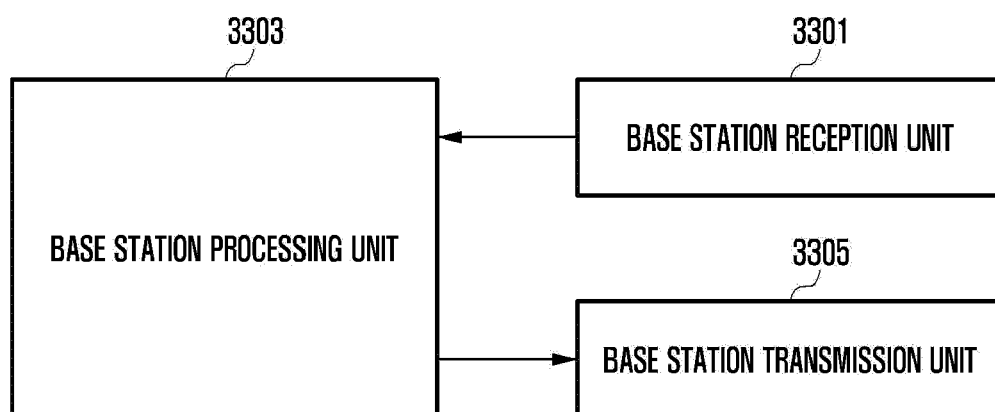 3303
3301
BASE STATION RECEPTION UNIT
BASE STATION PROCESSING UNIT
3305
BASE STATION TRANSMISSION UNIT